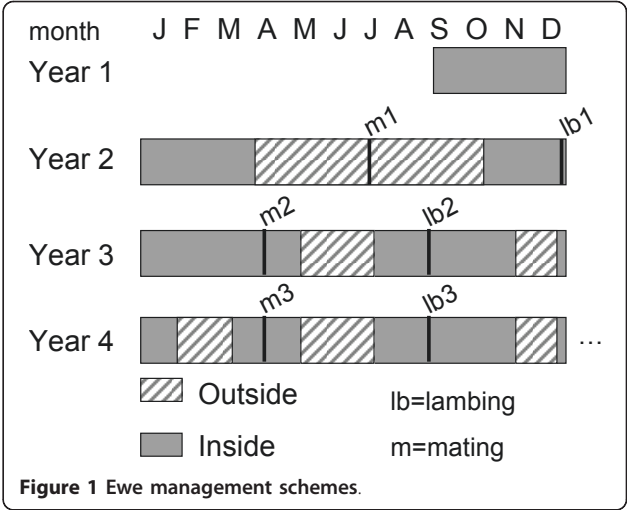 month J F M A M J J A S O N D
Year 1
m1 lb1
Year 2
m2 lb2
Year 3
m3 lb3
Year 4 ...
Outside lb=lambing
Inside m=mating
Figure 1 Ewe management schemes.